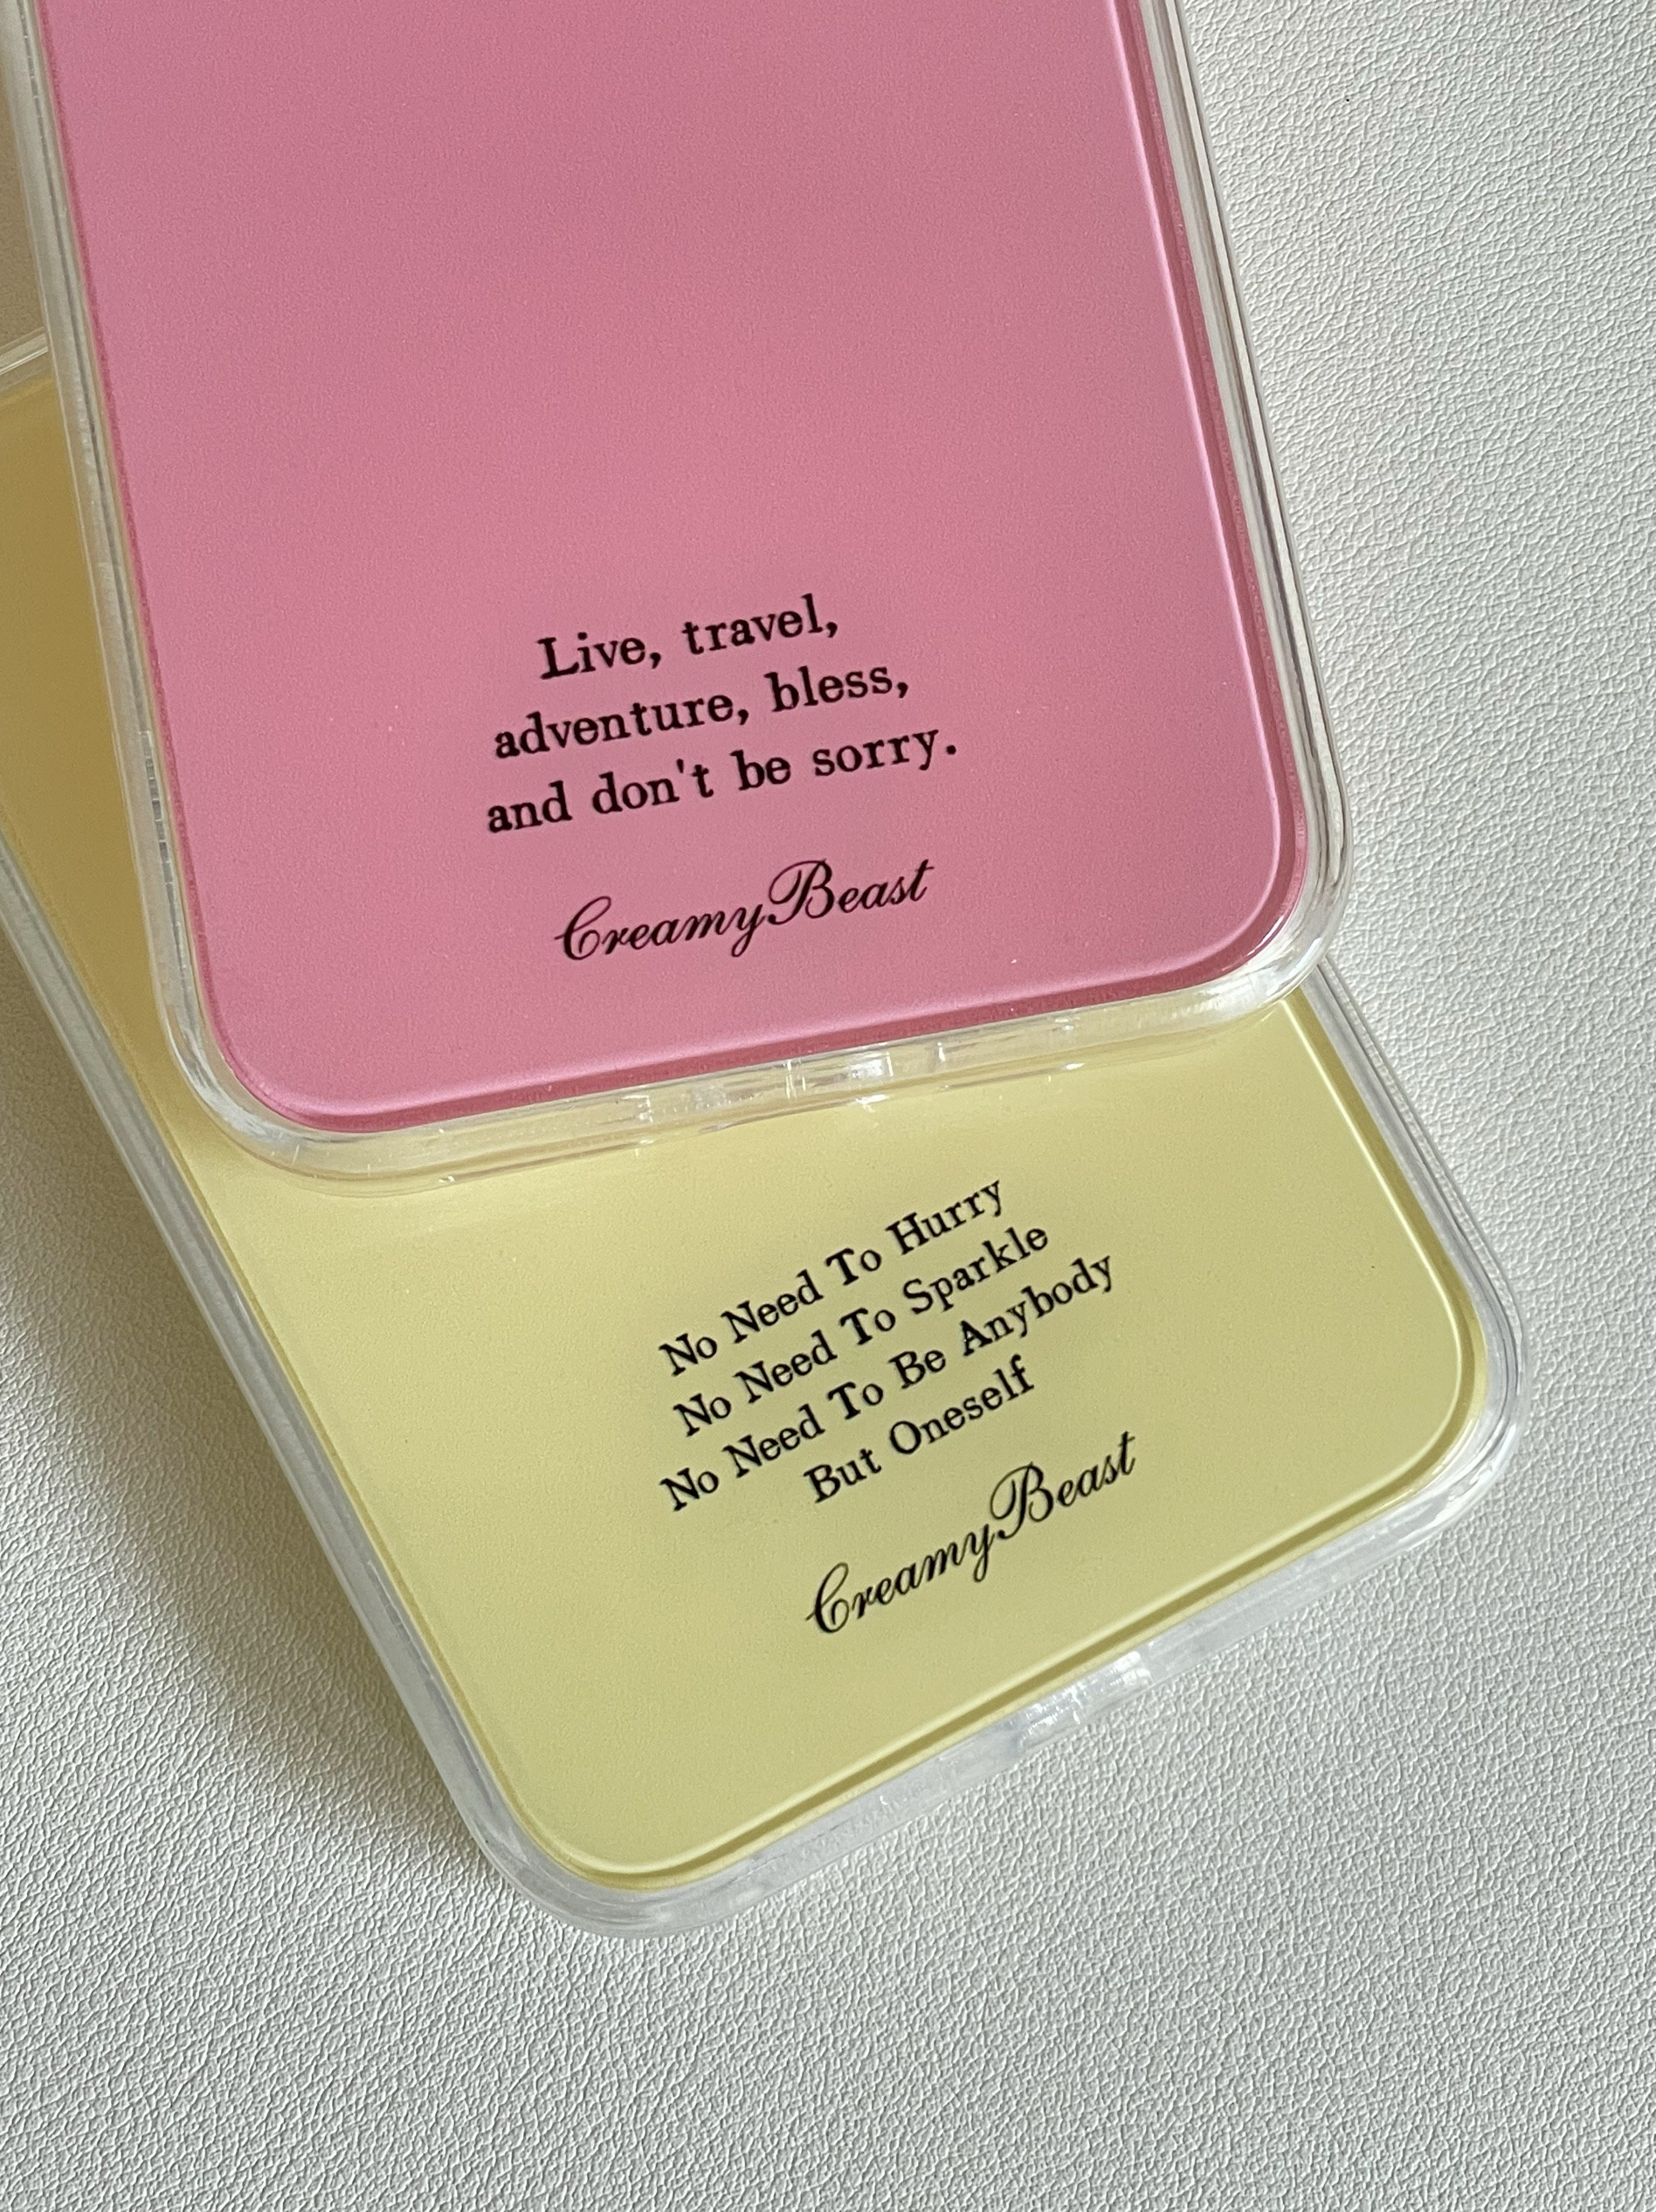 Live, travel,
adventure, bless,
and don't be sorry.
CreamyBeast
No Need To Hurry
No Need To Sparkle
No Need To Be Anybody
But Oneself
CreamyBeast